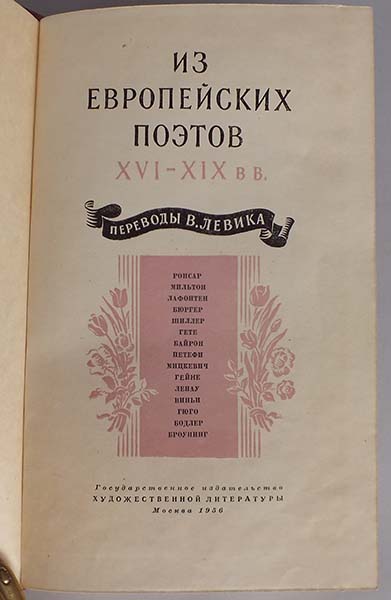 ИЗ
ЕВРОПЕЙСКИХ
ПОЭТОВ
XVI-XIX В В.
ПЕРЕВОДЫ В. ЛЕВИКА
РОНСАР
МИЛЬТОН
ЛАФОНТЕН
БЮРГЕР
ШИЛЛЕР
ГЕТЕ
БАЙРОН
ПЕТЕФИ
МИЦКЕВИЧ
ГЕЙНЕ
ЛЕНАУ
ВИНЬИ
ГЮГО
БОДЛЕР
БРОУНИНГ
Государственное издательство
ХУДОЖЕСТВЕННОЙ ЛИТЕРАТУРЫ
Москва 1956